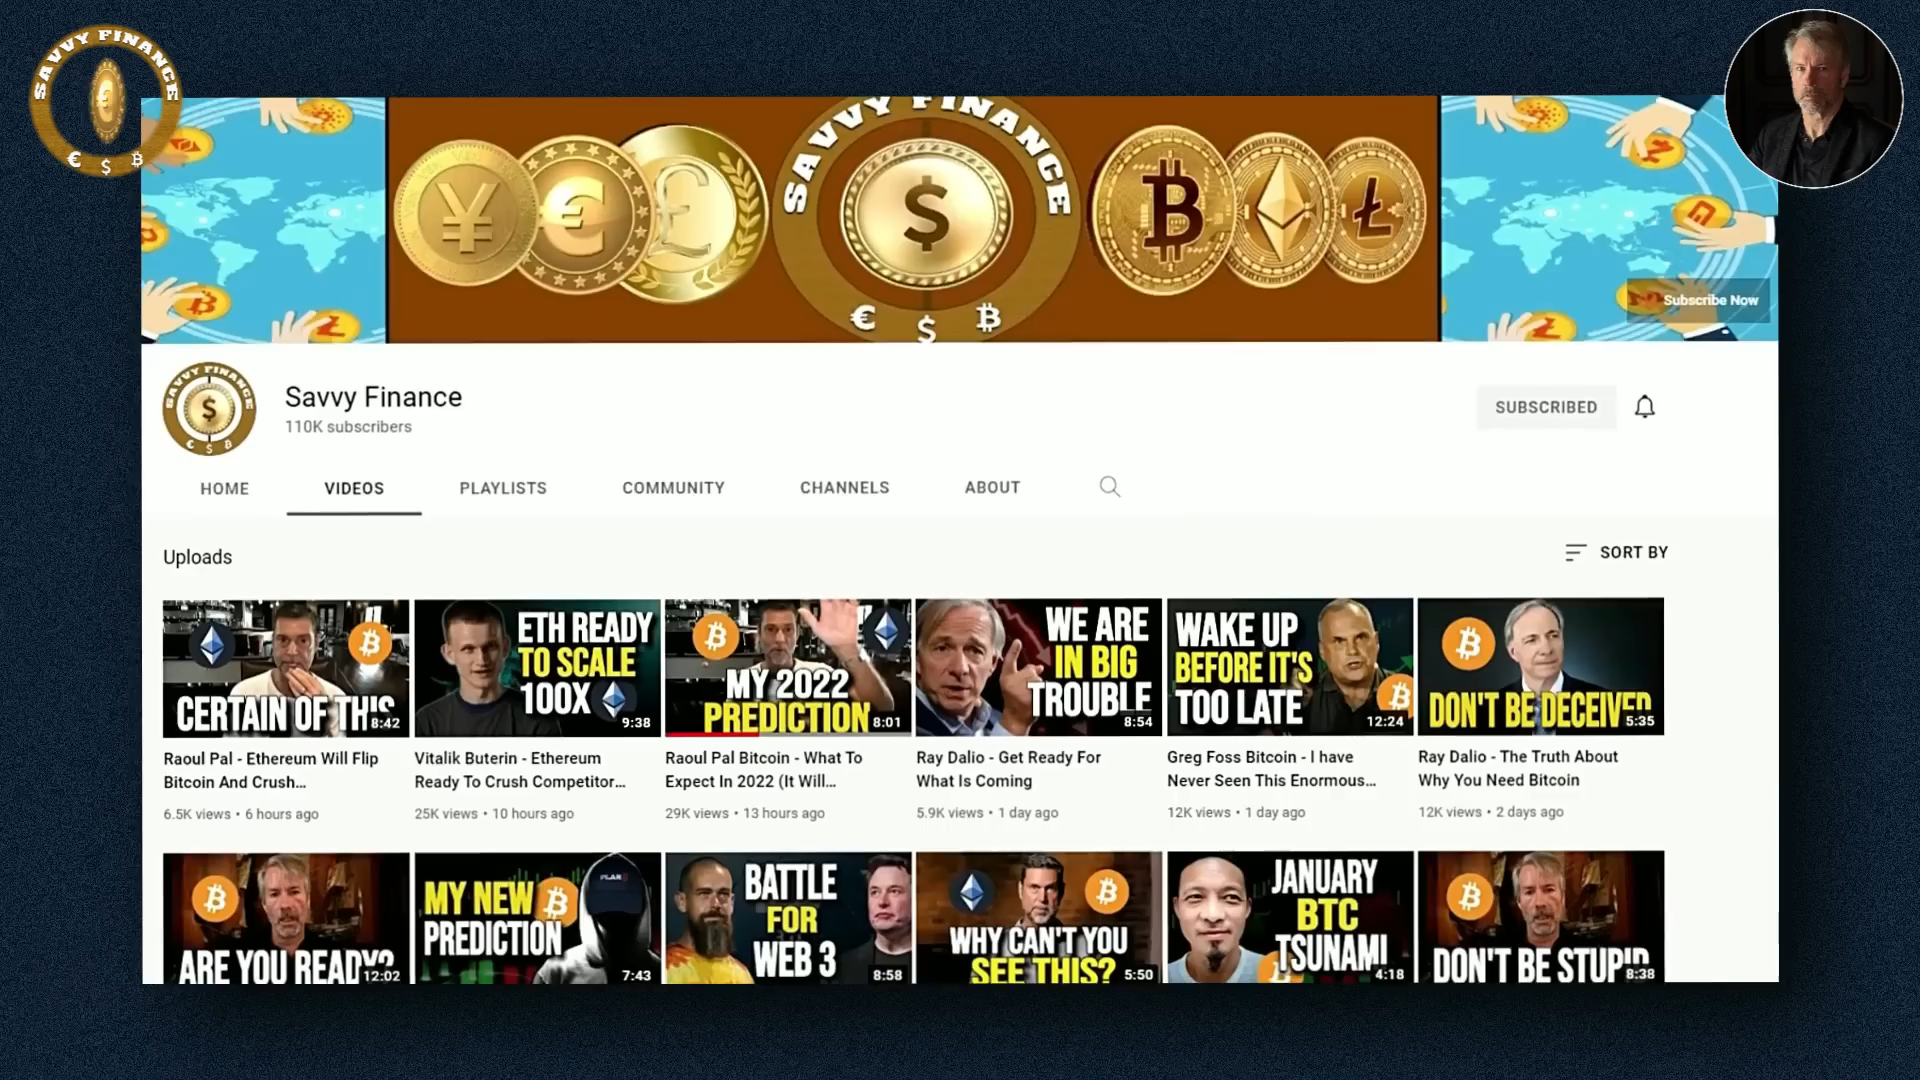 SAVVY FINANCE
€ $ ₿
SAVVY FINANCE
€ $ ₿
Subscribe Now
SAVVY FINANCE
Savvy Finance
110K subscribers
SUBSCRIBED
HOME VIDEOS PLAYLISTS COMMUNITY CHANNELS ABOUT
Uploads
SORT BY
CERTAIN OF THIS
8:42
ETH READY
TO SCALE
100X
9:38
MY 2022
PREDICTION
8:01
WE ARE
IN BIG
TROUBLE
8:54
WAKE UP
BEFORE IT'S
TOO LATE
12:24
DON'T BE DECEIVED
5:35
Raoul Pal - Ethereum Will Flip
Bitcoin And Crush...
6.5K views • 6 hours ago
Vitalik Buterin - Ethereum
Ready To Crush Competitor...
25K views • 10 hours ago
Raoul Pal Bitcoin - What To
Expect In 2022 (It Will...
29K views • 13 hours ago
Ray Dalio - Get Ready For
What Is Coming
5.9K views • 1 day ago
Greg Foss Bitcoin - I have
Never Seen This Enormous...
12K views • 1 day ago
Ray Dalio - The Truth About
Why You Need Bitcoin
12K views • 2 days ago
ARE YOU READY?
12:02
MY NEW
PREDICTION
7:43
BATTLE
FOR
WEB 3
8:58
WHY CAN'T YOU
SEE THIS?
5:50
JANUARY
BTC
TSUNAMI
4:18
DON'T BE STUPID
8:38